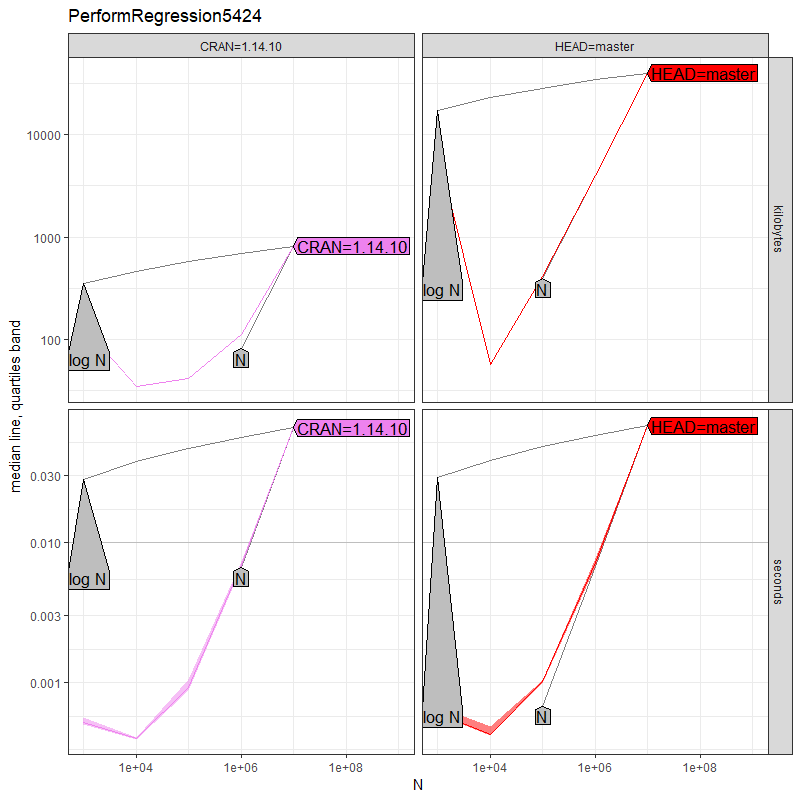 PerformRegression5424
CRAN=1.14.10
HEAD=master
kilobytes
seconds
median line, quartiles band
10000
1000
100
0.030
0.010
0.003
0.001
log N
N
CRAN=1.14.10
log N
N
HEAD=master
log N
N
CRAN=1.14.10
log N
N
HEAD=master
1e+04
1e+06
1e+08
1e+04
1e+06
1e+08
N